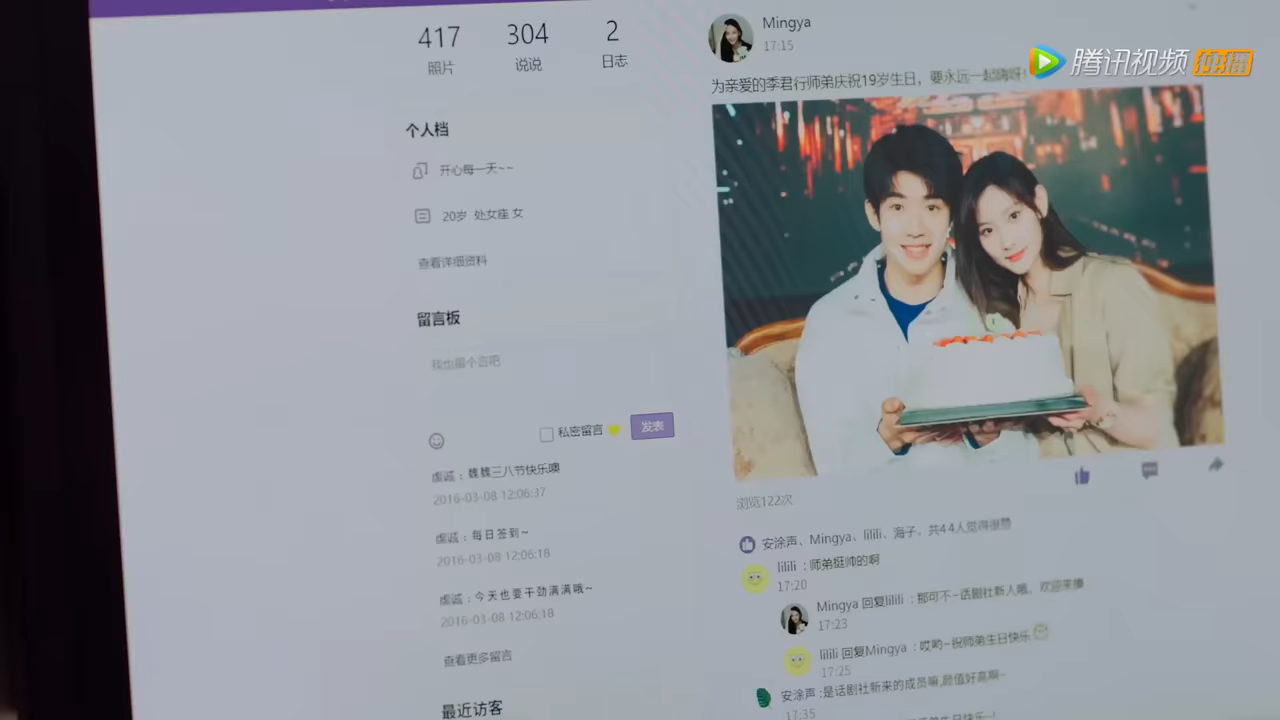 417
照片
304
说说
2
日志
个人档
开心每一天~~
20岁 处女座 女
查看详细资料
留言板
我也留个言吧
私密留言
发表
虔诚：魏魏三八节快乐噢
2016-03-08 12:06:37
虔诚：每日签到~
2016-03-08 12:06:18
虔诚：今天也要干劲满满哦~
2016-03-08 12:06:18
查看更多留言
最近访客
Mingya
17:15
为亲爱的季君行师弟庆祝19岁生日，要永远一起嗨呀!
腾讯视频 独播
浏览122次
安涂声、Mingya、lilili、海子，共44人觉得很赞
lilili：师弟挺帅的啊
17:20
Mingya 回复lilili：那可不~话剧社新人哦，欢迎来撩
17:23
lilili 回复Mingya：哎哟~祝师弟生日快乐
17:25
安涂声:是话剧社新来的成员嘛,颜值好高啊~
17:35
生日快乐~!